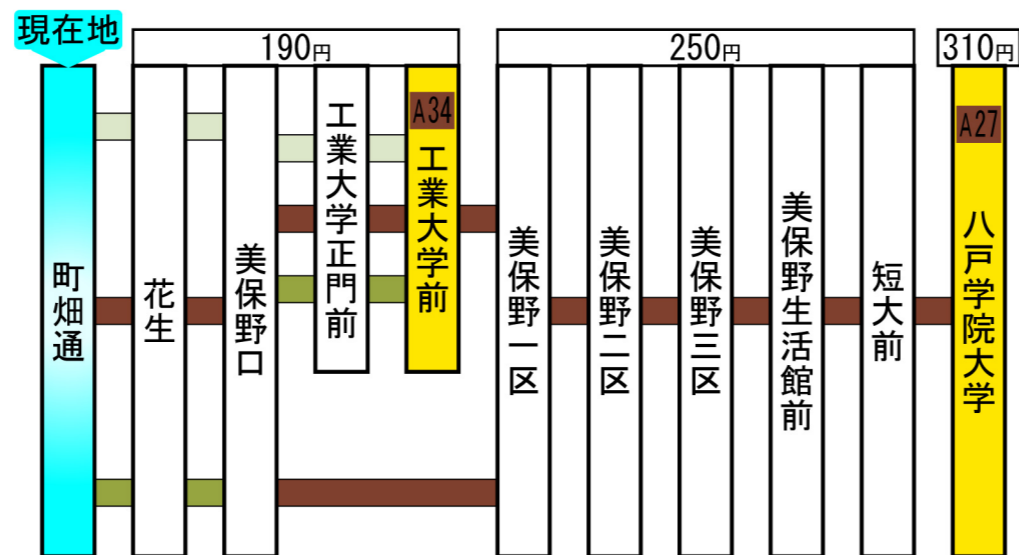 現在地
190円
250円
310円
町畑通
花生
美保野口
工業大学正門前
A34
工業大学前
美保野一区
美保野二区
美保野三区
美保野生活館前
短大前
A27
八戸学院大学